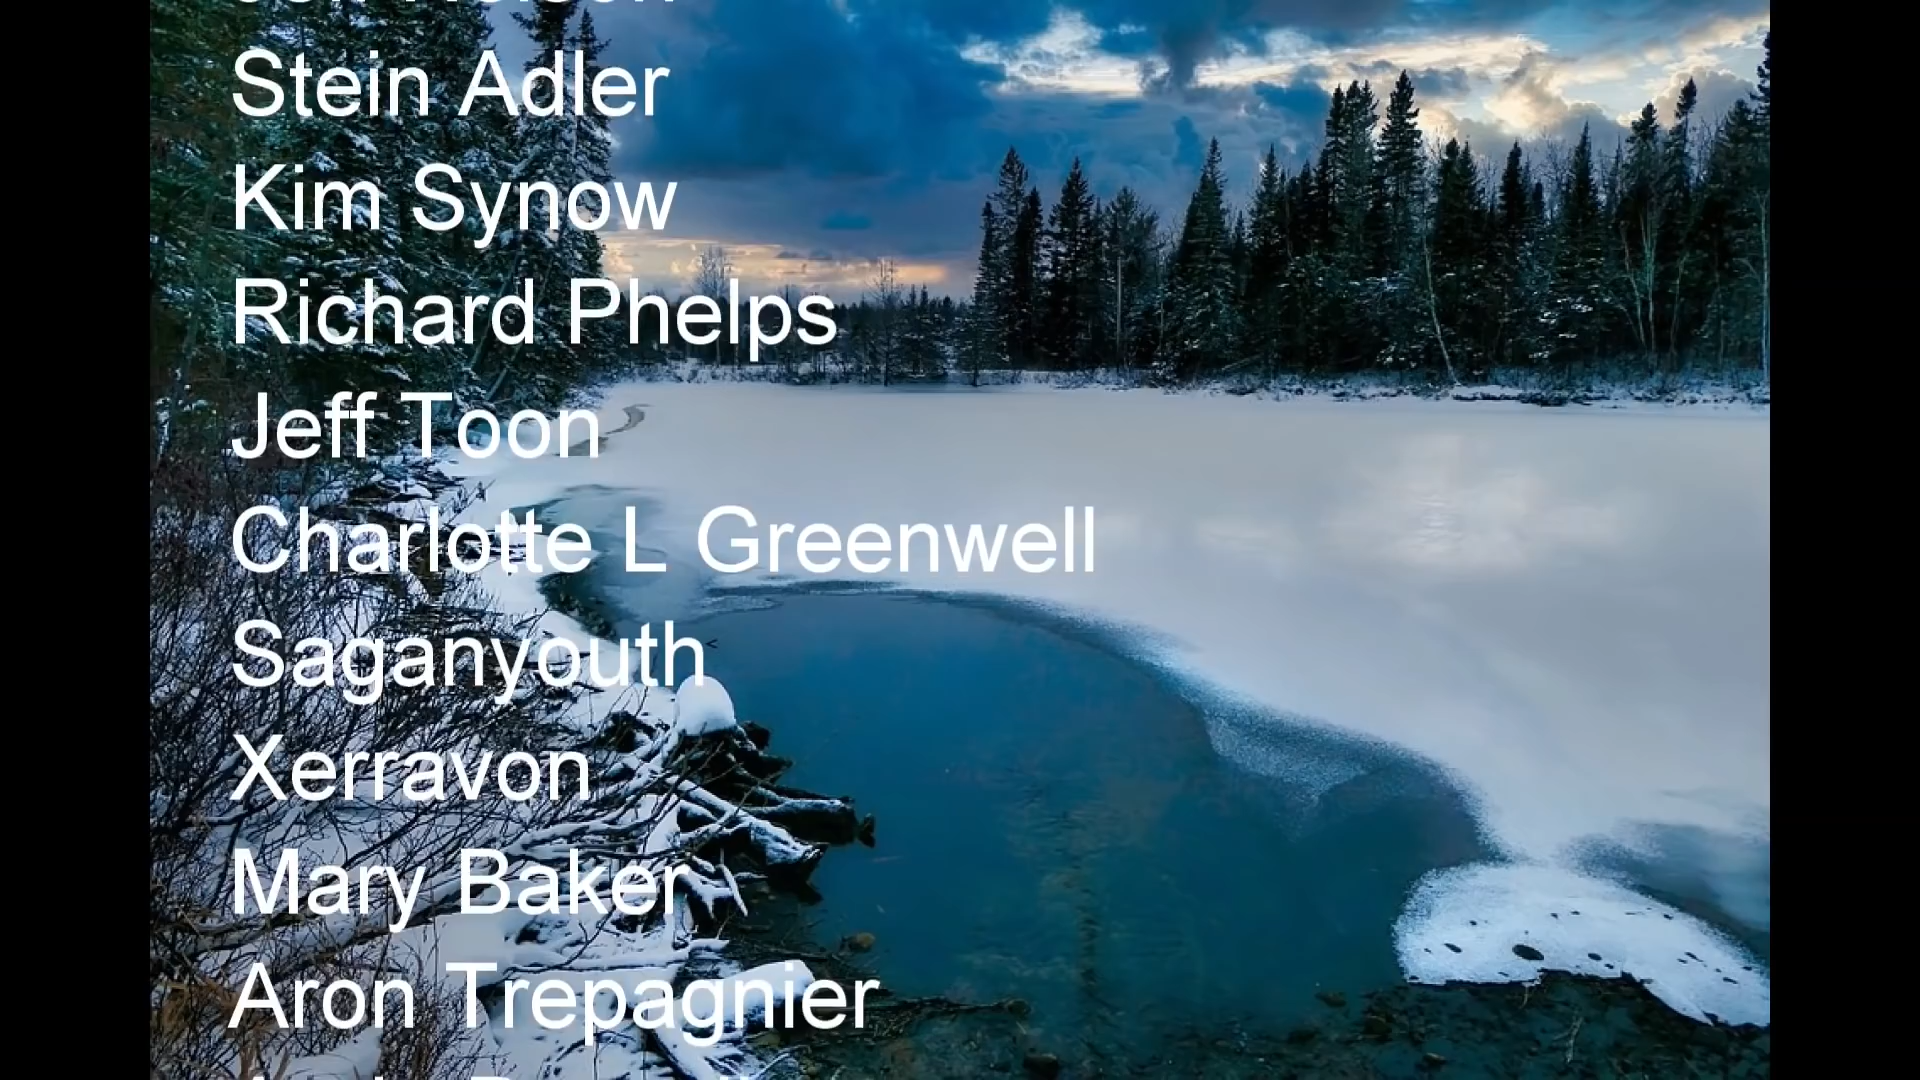 Stein Adler
Kim Synow
Richard Phelps
Jeff Toon
Charlotte L Greenwell
Saganyouth
Xerravon
Mary Baker
Aron Trepagnier